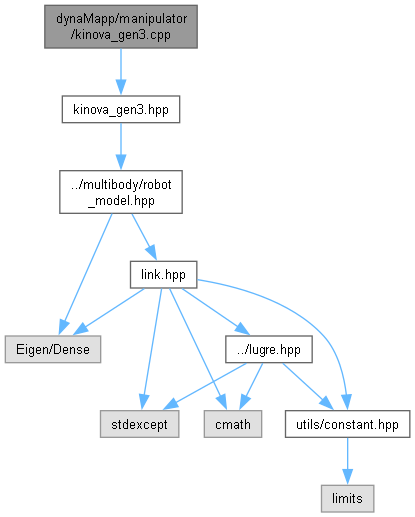 dynaMapp/manipulator
/kinova_gen3.cpp
kinova_gen3.hpp
../multibody/robot
_model.hpp
link.hpp
Eigen/Dense
../lugre.hpp
stdexcept
cmath
utils/constant.hpp
limits